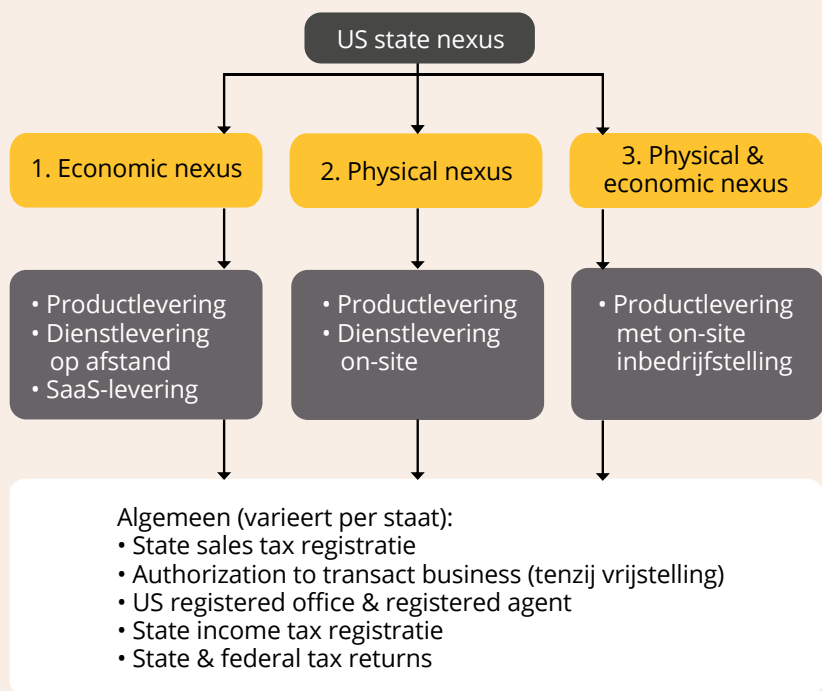 US state nexus
1. Economic nexus
2. Physical nexus
3. Physical &
economic nexus
• Productlevering
• Dienstlevering
op afstand
• SaaS-levering
• Productlevering
• Dienstlevering
on-site
• Productlevering
met on-site
inbedrijfstelling
Algemeen (varieert per staat):
• State sales tax registratie
• Authorization to transact business (tenzij vrijstelling)
• US registered office & registered agent
• State income tax registratie
• State & federal tax returns